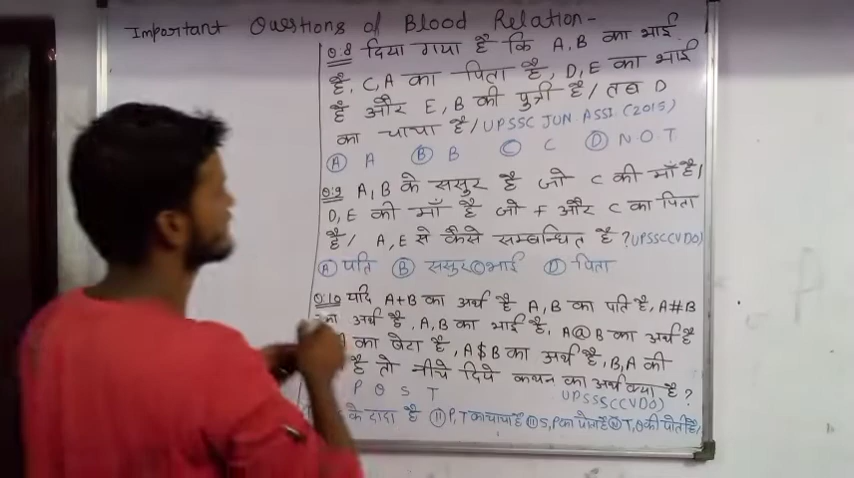 Important Questions of Blood Relation-
Q:8 दिया गया है कि A,B का भाई
है, C,A का पिता है, D,E का भाई
है और E,B की पुत्री है/ तब D
का चाचा है/ UPSSC JUN. ASSI. (2015)
(A) A (B) B (C) C (D) N.O.T
Q:9 A,B के ससुर है जो C की माँ है/
D,E की माँ है जो F और C का पिता
है/ A,E से कैसे सम्बन्धित है? UPSSC(VDO)
(A) पति (B) ससुर (C) भाई (D) पिता
Q:10 यदि A+B का अर्थ है A,B का पति है, A#B
का अर्थ है, A,B का भाई है, A@B का अर्थ है
का बेटा है, A$B का अर्थ है, B,A की
है तो नीचे दिये कथन का अर्थ क्या है?
P Q S T UPSSSC(VDO)
के दादा है (ii) P,T का चाचा है (iii) S,P का पोता है (iv) T,Q की पोती है/